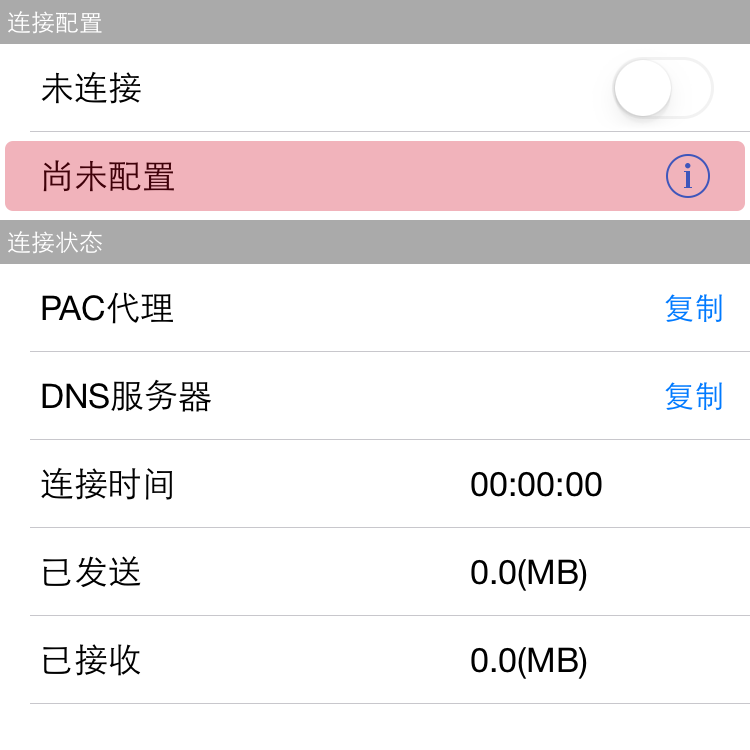 连接配置
未连接
尚未配置
连接状态
PAC代理 复制
DNS服务器 复制
连接时间 00:00:00
已发送 0.0(MB)
已接收 0.0(MB)